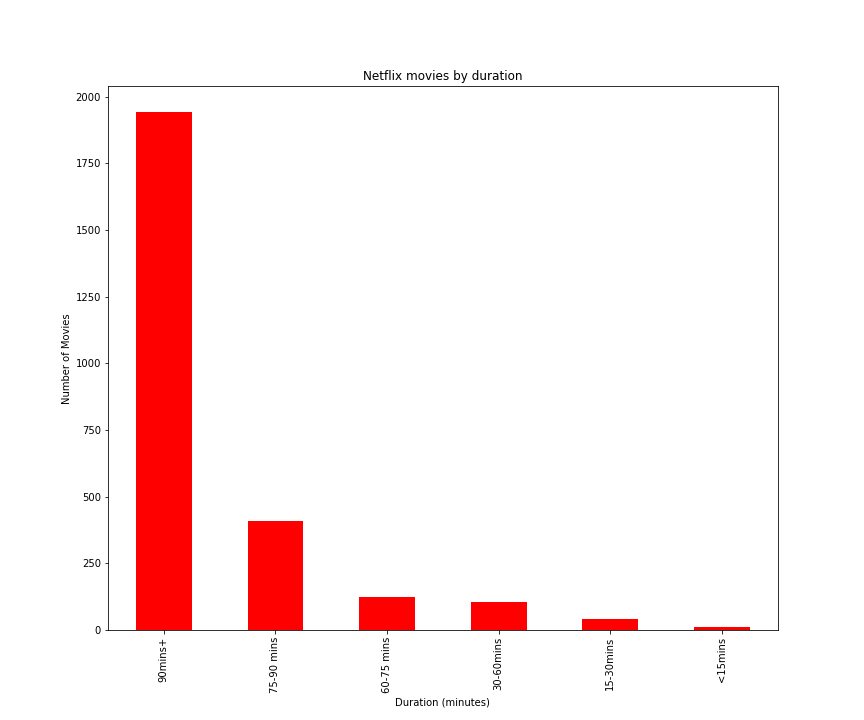 Netflix movies by duration
2000
1750
1500
1250
1000
750
500
250
0
Number of Movies
90mins+
75-90 mins
60-75 mins
30-60mins
15-30mins
<15mins
Duration (minutes)